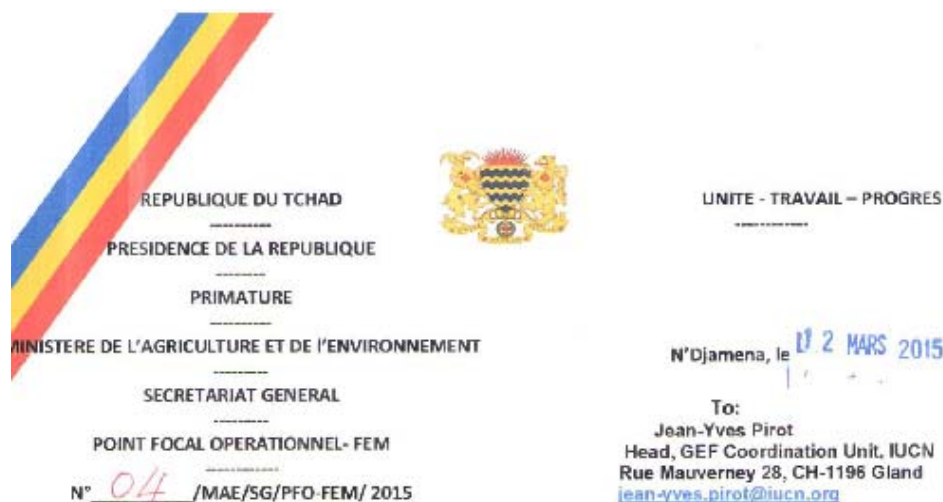 REPUBLIQUE DU TCHAD
----------
PRESIDENCE DE LA REPUBLIQUE
---------
PRIMATURE
-----------
MINISTERE DE L'AGRICULTURE ET DE l'ENVIRONNEMENT
----------
SECRETARIAT GENERAL
----------
POINT FOCAL OPERATIONNEL- FEM
--------------
N° 04 /MAE/SG/PFO-FEM/ 2015
UNITE - TRAVAIL – PROGRES
-------------
N'Djamena, le 2 MARS 2015
To:
Jean-Yves Pirot
Head, GEF Coordination Unit, IUCN
Rue Mauverney 28, CH-1196 Gland
jean-yves.pirot@iucn.org